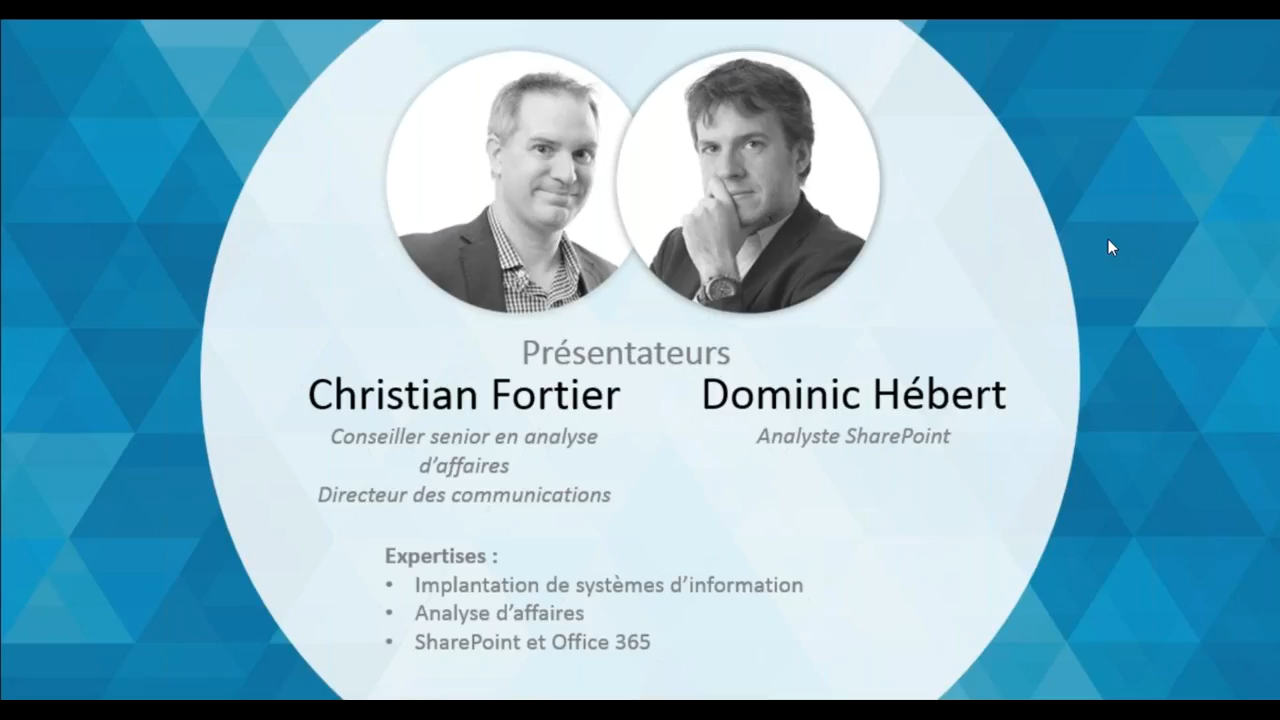 Présentateurs
Christian Fortier
Conseiller senior en analyse
d'affaires
Directeur des communications
Dominic Hébert
Analyste SharePoint
Expertises :
• Implantation de systèmes d'information
• Analyse d'affaires
• SharePoint et Office 365